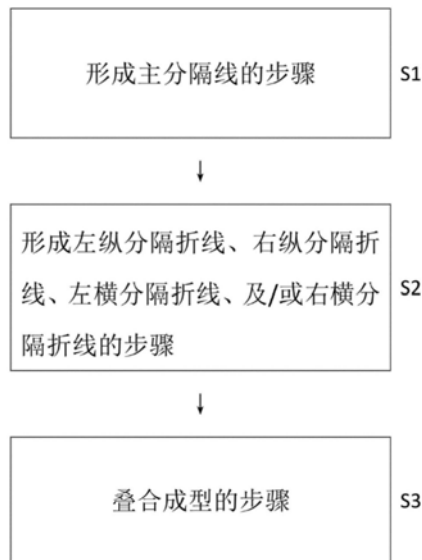 形成主分隔线的步骤
S1
↓
形成左纵分隔折线、右纵分隔折
线、左横分隔折线、及/或右横分
隔折线的步骤
S2
↓
叠合成型的步骤
S3